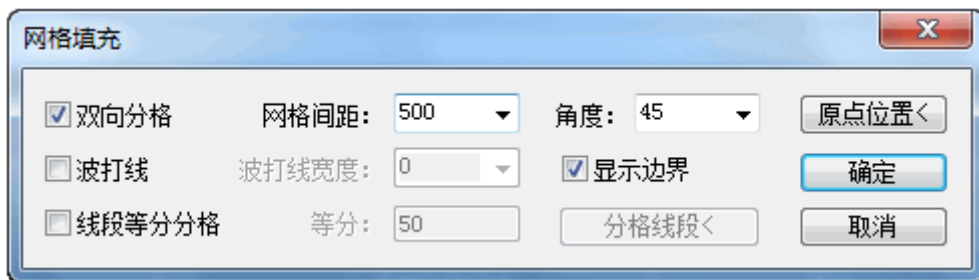 网格填充
双向分格 网格间距: 500 角度: 45 原点位置<
波打线 波打线宽度: 0 显示边界 确定
线段等分分格 等分: 50 分格线段< 取消